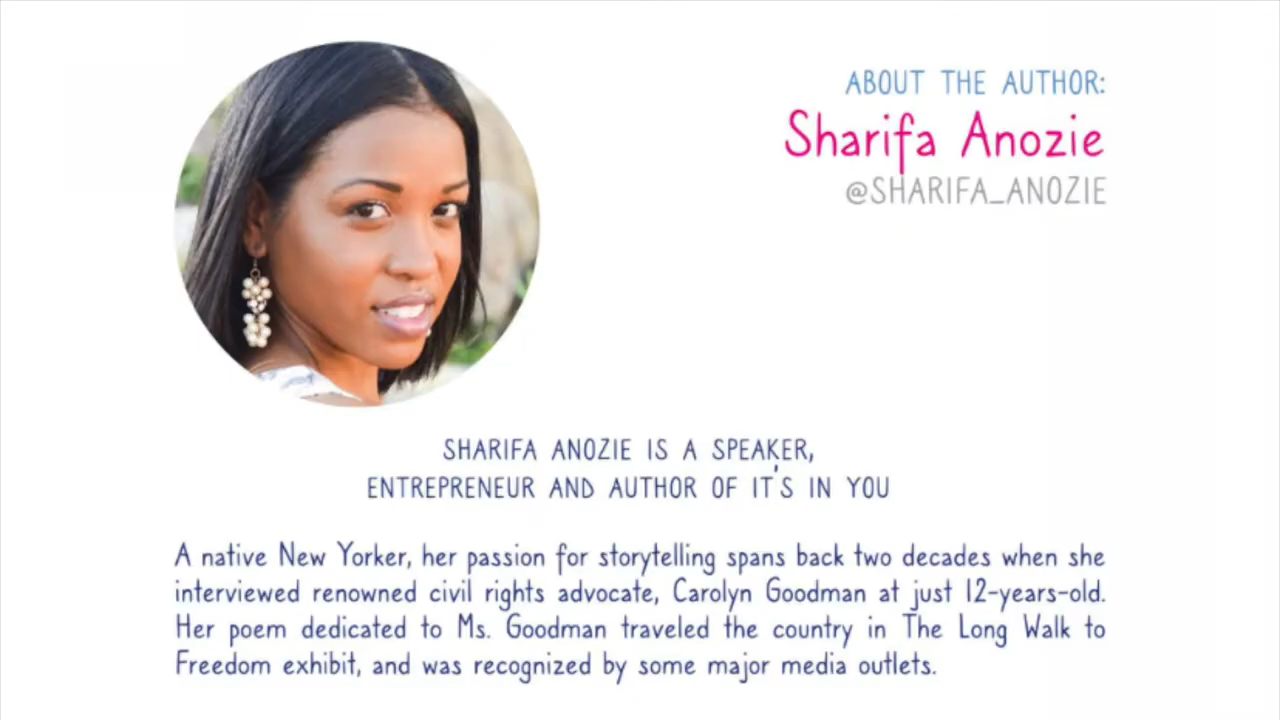 ABOUT THE AUTHOR:
Sharifa Anozie
@SHARIFA_ANOZIE
SHARIFA ANOZIE IS A SPEAKER,
ENTREPRENEUR AND AUTHOR OF IT'S IN YOU
A native New Yorker, her passion for storytelling spans back two decades when she
interviewed renowned civil rights advocate, Carolyn Goodman at just 12-years-old.
Her poem dedicated to Ms. Goodman traveled the country in The Long Walk to
Freedom exhibit, and was recognized by some major media outlets.